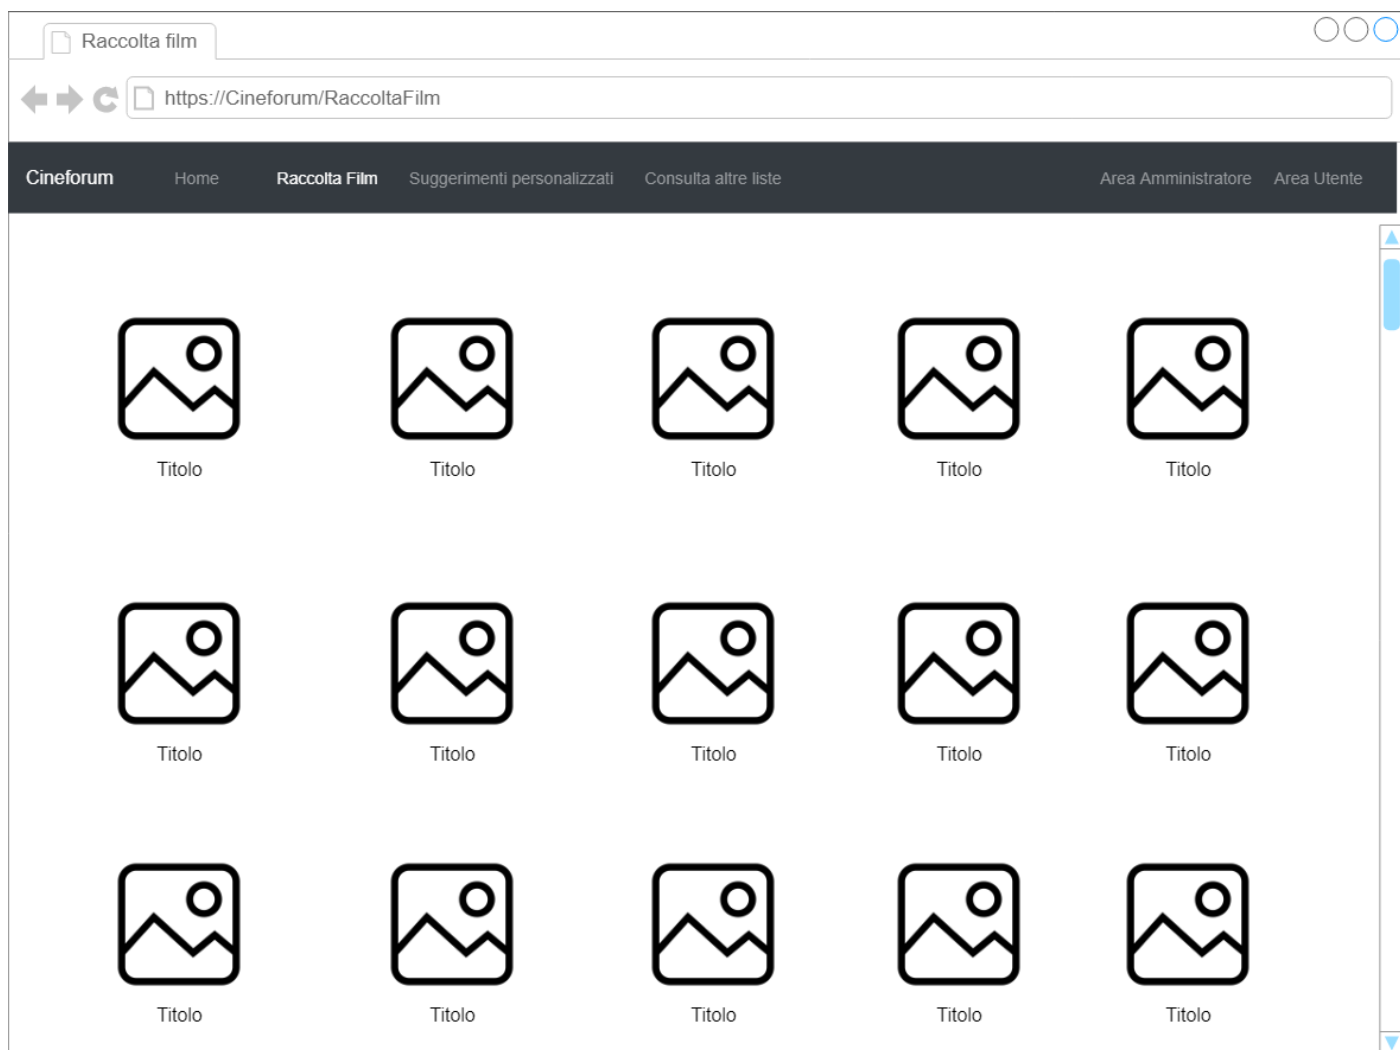 Raccolta film
https://Cineforum/RaccoltaFilm
Cineforum Home Raccolta Film Suggerimenti personalizzati Consulta altre liste Area Amministratore Area Utente
Titolo Titolo Titolo Titolo Titolo
Titolo Titolo Titolo Titolo Titolo
Titolo Titolo Titolo Titolo Titolo